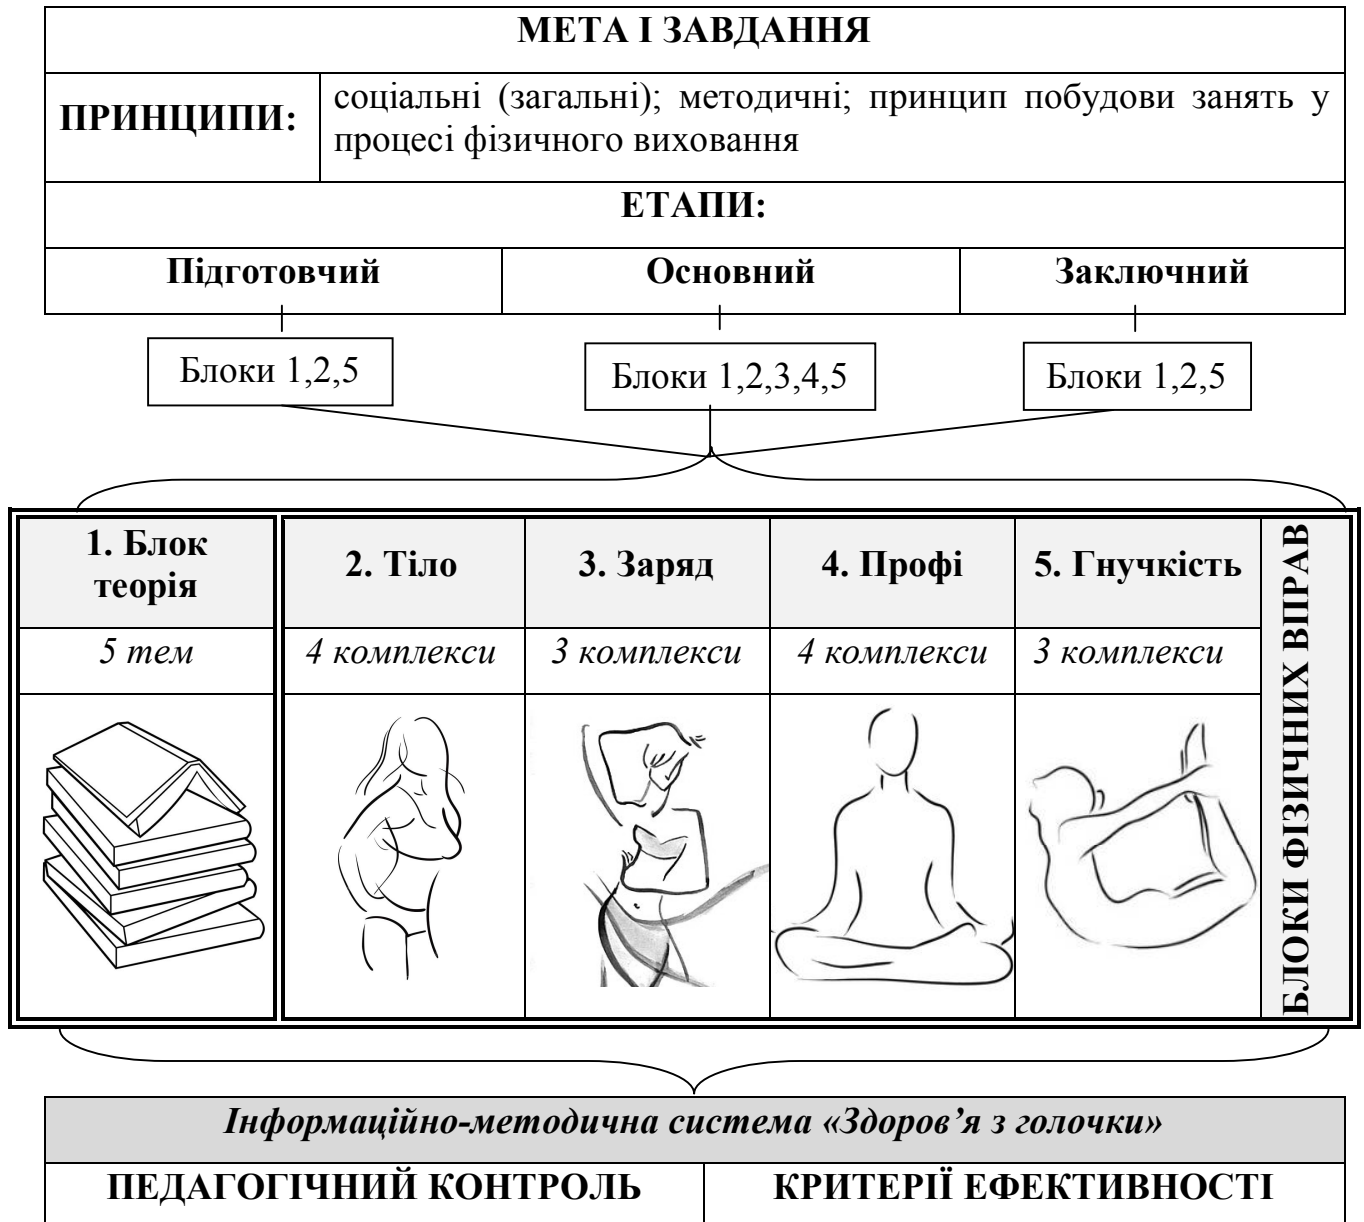 МЕТА І ЗАВДАННЯ
ПРИНЦИПИ:
соціальні (загальні); методичні; принцип побудови занять у
процесі фізичного виховання
ЕТАПИ:
Підготовчий
Основний
Заключний
Блоки 1,2,5
Блоки 1,2,3,4,5
Блоки 1,2,5
1. Блок
теорія
2. Тіло
3. Заряд
4. Профі
5. Гнучкість
5 тем
4 комплекси
3 комплекси
4 комплекси
3 комплекси
БЛОКИ ФІЗИЧНИХ ВПРАВ
Інформаційно-методична система «Здоров’я з голочки»
ПЕДАГОГІЧНИЙ КОНТРОЛЬ
КРИТЕРІЇ ЕФЕКТИВНОСТІ